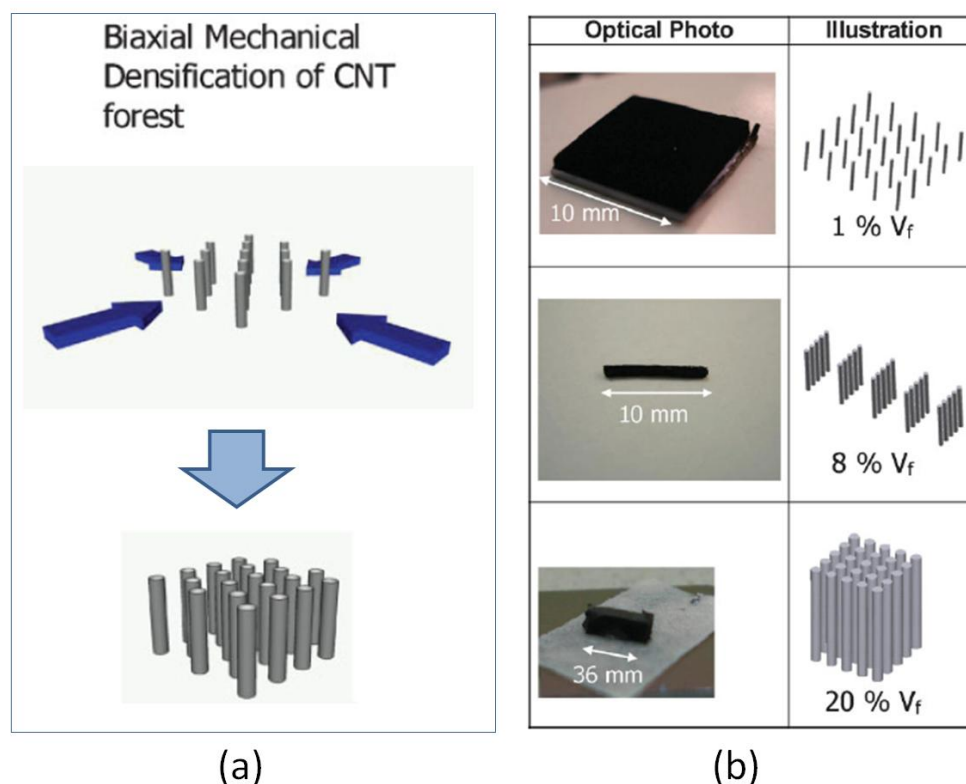 Biaxial Mechanical
Densification of CNT
forest
(a)
Optical Photo
Illustration
10 mm
1 % Vf
10 mm
8 % Vf
36 mm
20 % Vf
(b)